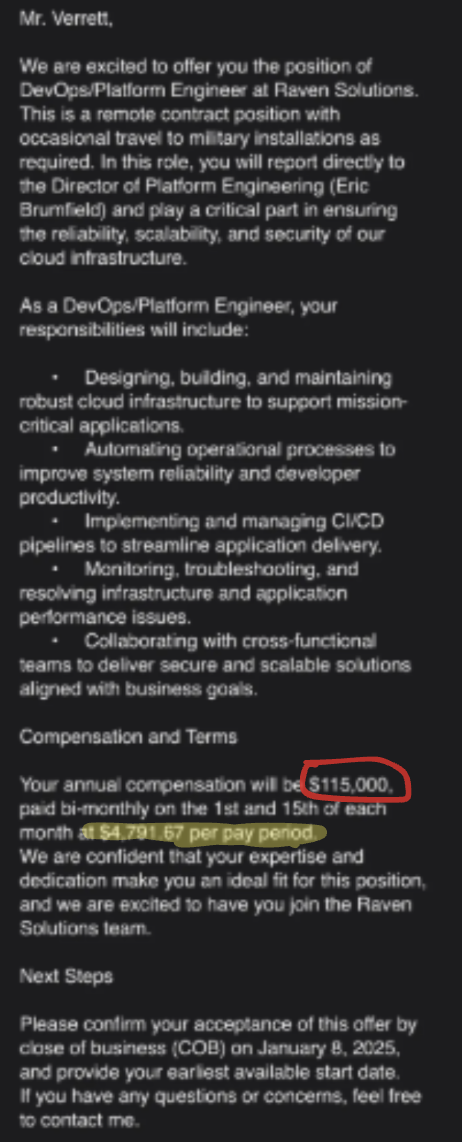 Mr. Verrett,
We are excited to offer you the position of
DevOps/Platform Engineer at Raven Solutions.
This is a remote contract position with
occasional travel to military installations as
required. In this role, you will report directly to
the Director of Platform Engineering (Eric
Brumfield) and play a critical part in ensuring
the reliability, scalability, and security of our
cloud infrastructure.
As a DevOps/Platform Engineer, your
responsibilities will include:
• Designing, building, and maintaining
robust cloud infrastructure to support mission-
critical applications.
• Automating operational processes to
improve system reliability and developer
productivity.
• Implementing and managing CI/CD
pipelines to streamline application delivery.
• Monitoring, troubleshooting, and
resolving infrastructure and application
performance issues.
• Collaborating with cross-functional
teams to deliver secure and scalable solutions
aligned with business goals.
Compensation and Terms
Your annual compensation will be $115,000,
paid bi-monthly on the 1st and 15th of each
month at $4,791.67 per pay period.
We are confident that your expertise and
dedication make you an ideal fit for this position,
and we are excited to have you join the Raven
Solutions team.
Next Steps
Please confirm your acceptance of this offer by
close of business (COB) on January 8, 2025,
and provide your earliest available start date.
If you have any questions or concerns, feel free
to contact me.